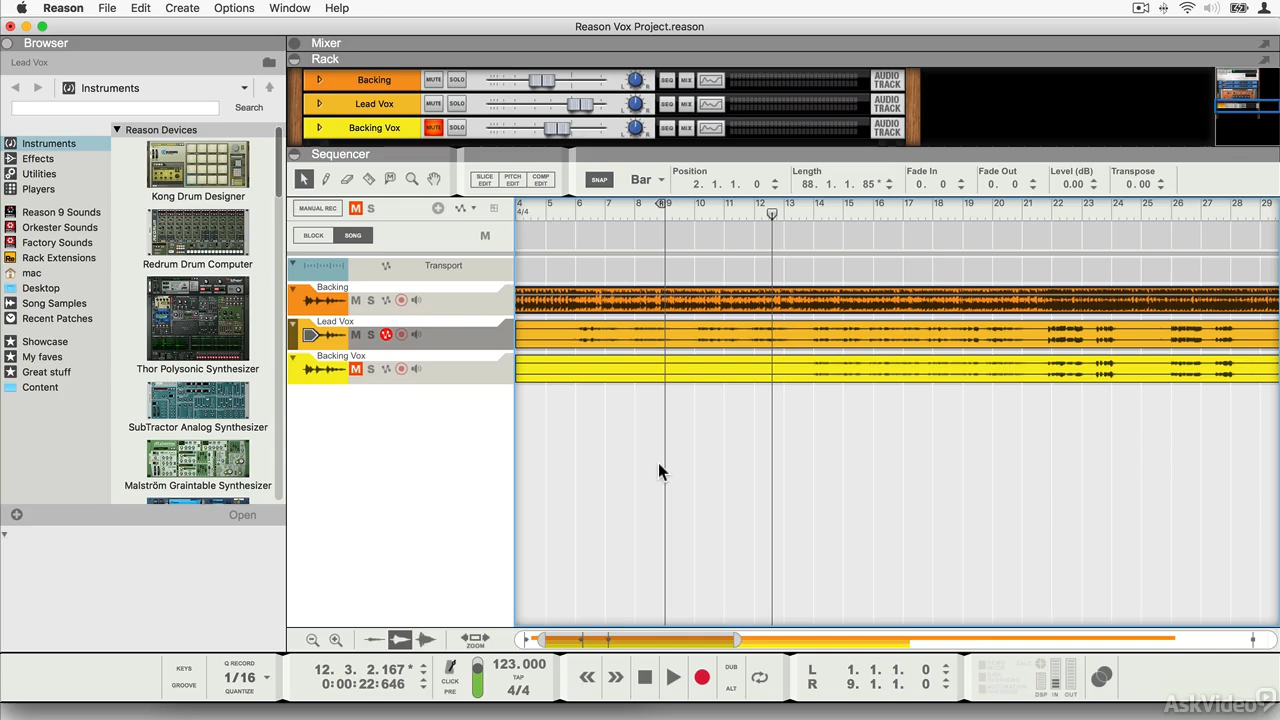 Reason File Edit Create Options Window Help
Reason Vox Project.reason
Browser
Lead Vox
Instruments
Search
Instruments
Effects
Utilities
Players
Reason 9 Sounds
Orkester Sounds
Factory Sounds
Rack Extensions
mac
Desktop
Song Samples
Recent Patches
Showcase
My faves
Great stuff
Content
Reason Devices
Kong Drum Designer
Redrum Drum Computer
Thor Polysonic Synthesizer
SubTractor Analog Synthesizer
Malström Graintable Synthesizer
Open
Mixer
Rack
Backing MUTE SOLO L R SEQ MIX AUDIO TRACK
Lead Vox MUTE SOLO L R SEQ MIX AUDIO TRACK
Backing Vox MUTE SOLO L R SEQ MIX AUDIO TRACK
Sequencer
SLICE EDIT PITCH EDIT COMP EDIT SNAP Bar
Position Length Fade In Fade Out Level (dB) Transpose
2. 1. 1. 0 88. 1. 1. 85* 0. 0 0. 0 0.00 0.00
MANUAL REC M S
4 5 6 7 8 R 9 10 11 12 13 14 15 16 17 18 19 20 21 22 23 24 25 26 27 28 29
4/4
BLOCK SONG M
Transport
Backing
M S
Lead Vox
M S
Backing Vox
M S
ZOOM
KEYS
GROOVE
Q RECORD
1/16
QUANTIZE
12. 3. 2.167*
0:00:22:646
CLICK
PRE
123.000
TAP
4/4
DUB
ALT
L 1. 1. 1. 0
R 9. 1. 1. 0
DSP IN OUT
AskVideo